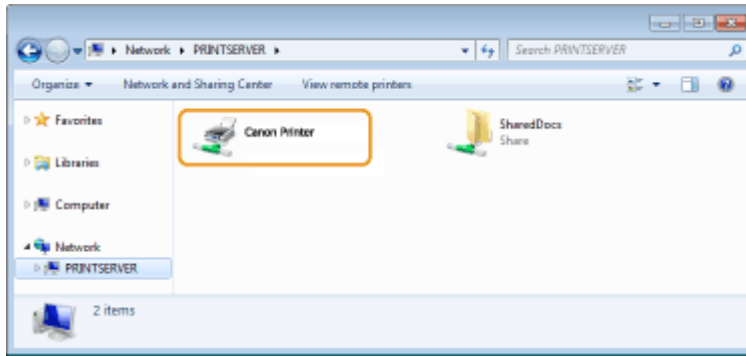 Network ▸ PRINTSERVER ▸ Search PRINTSERVER
Organize Network and Sharing Center View remote printers
Favorites
Canon Printer
SharedDocs
Share
Libraries
Computer
Network
PRINTSERVER
2 items